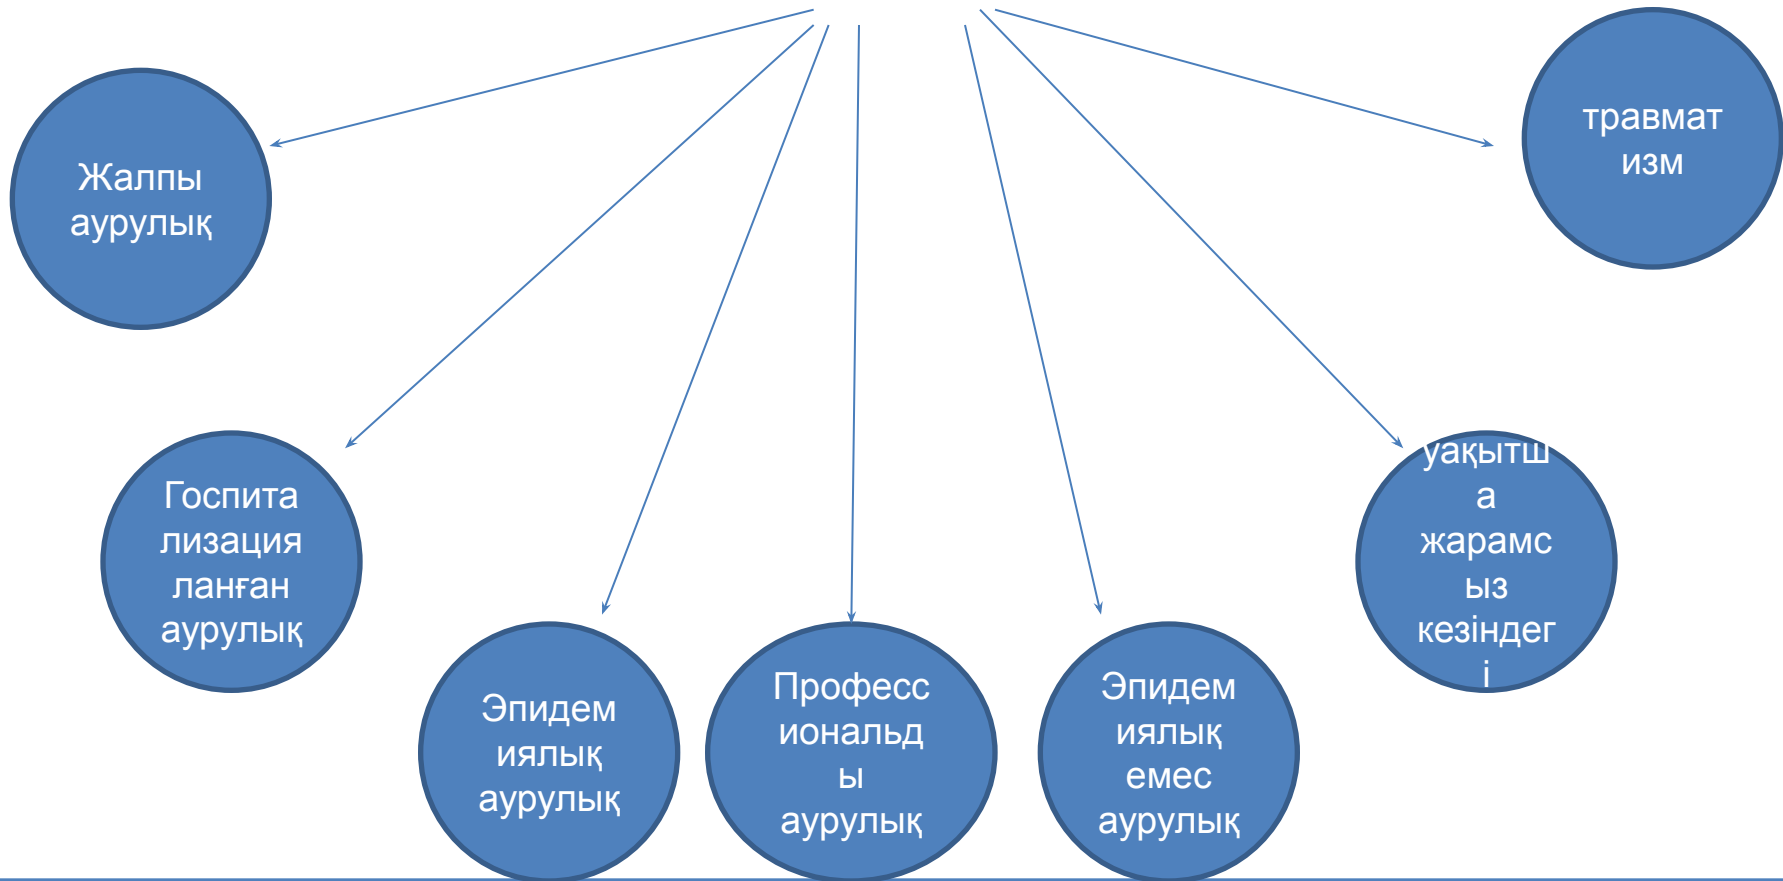 Жалпы
аурулық
Госпита
лизация
ланған
аурулық
Эпидем
иялық
аурулық
Професс
иональд
ы
аурулық
Эпидем
иялық
емес
аурулық
уақытш
а
жарамс
ыз
кезіндег
і
травмат
изм